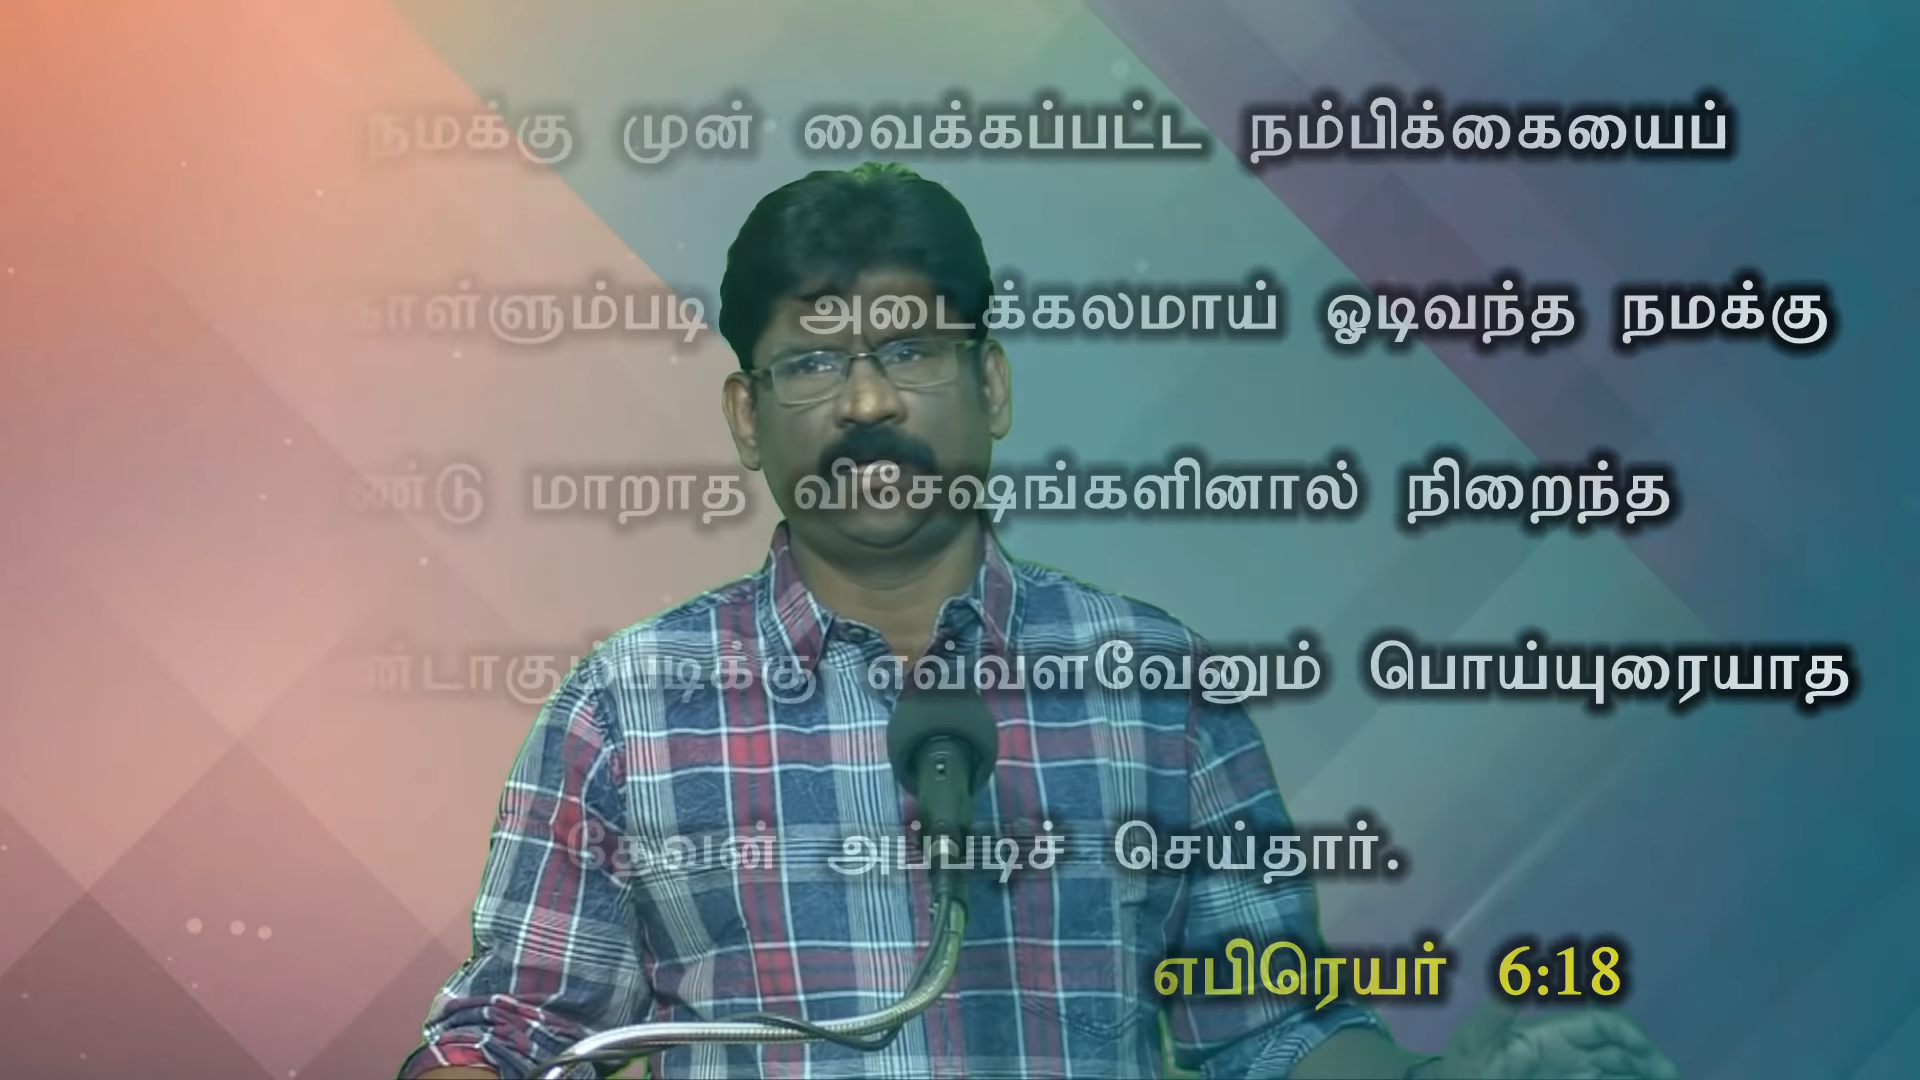 நமக்கு முன் வைக்கப்பட்ட நம்பிக்கையைப்
அடைக்கலமாய் ஓடிவந்த நமக்கு
மாறாத விசேஷங்களினால் நிறைந்த
எவ்வளவேனும் பொய்யுரையாத
தேவன் அப்படிச் செய்தார்.
எபிரெயர் 6:18